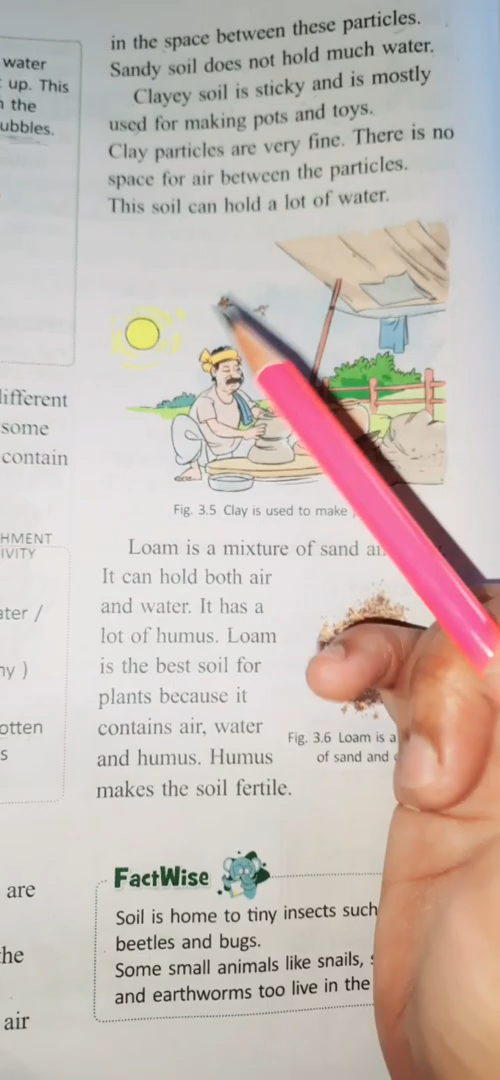 water
up. This
the
ubbles.
different
some
contain
HMENT
IVITY
ater /
ny )
otten
s
are
he
air
in the space between these particles.
Sandy soil does not hold much water.
Clayey soil is sticky and is mostly
used for making pots and toys.
Clay particles are very fine. There is no
space for air between the particles.
This soil can hold a lot of water.
Fig. 3.5 Clay is used to make
Loam is a mixture of sand
It can hold both air
and water. It has a
lot of humus. Loam
is the best soil for
plants because it
contains air, water
and humus. Humus
makes the soil fertile.
Fig. 3.6 Loam is a
of sand and
FactWise
Soil is home to tiny insects such
beetles and bugs.
Some small animals like snails,
and earthworms too live in the